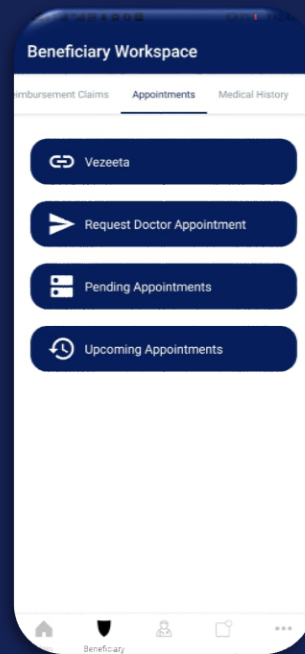 Beneficiary Workspace
eimbursement Claims Appointments Medical History
Vezeeta
Request Doctor Appointment
Pending Appointments
Upcoming Appointments
Beneficiary